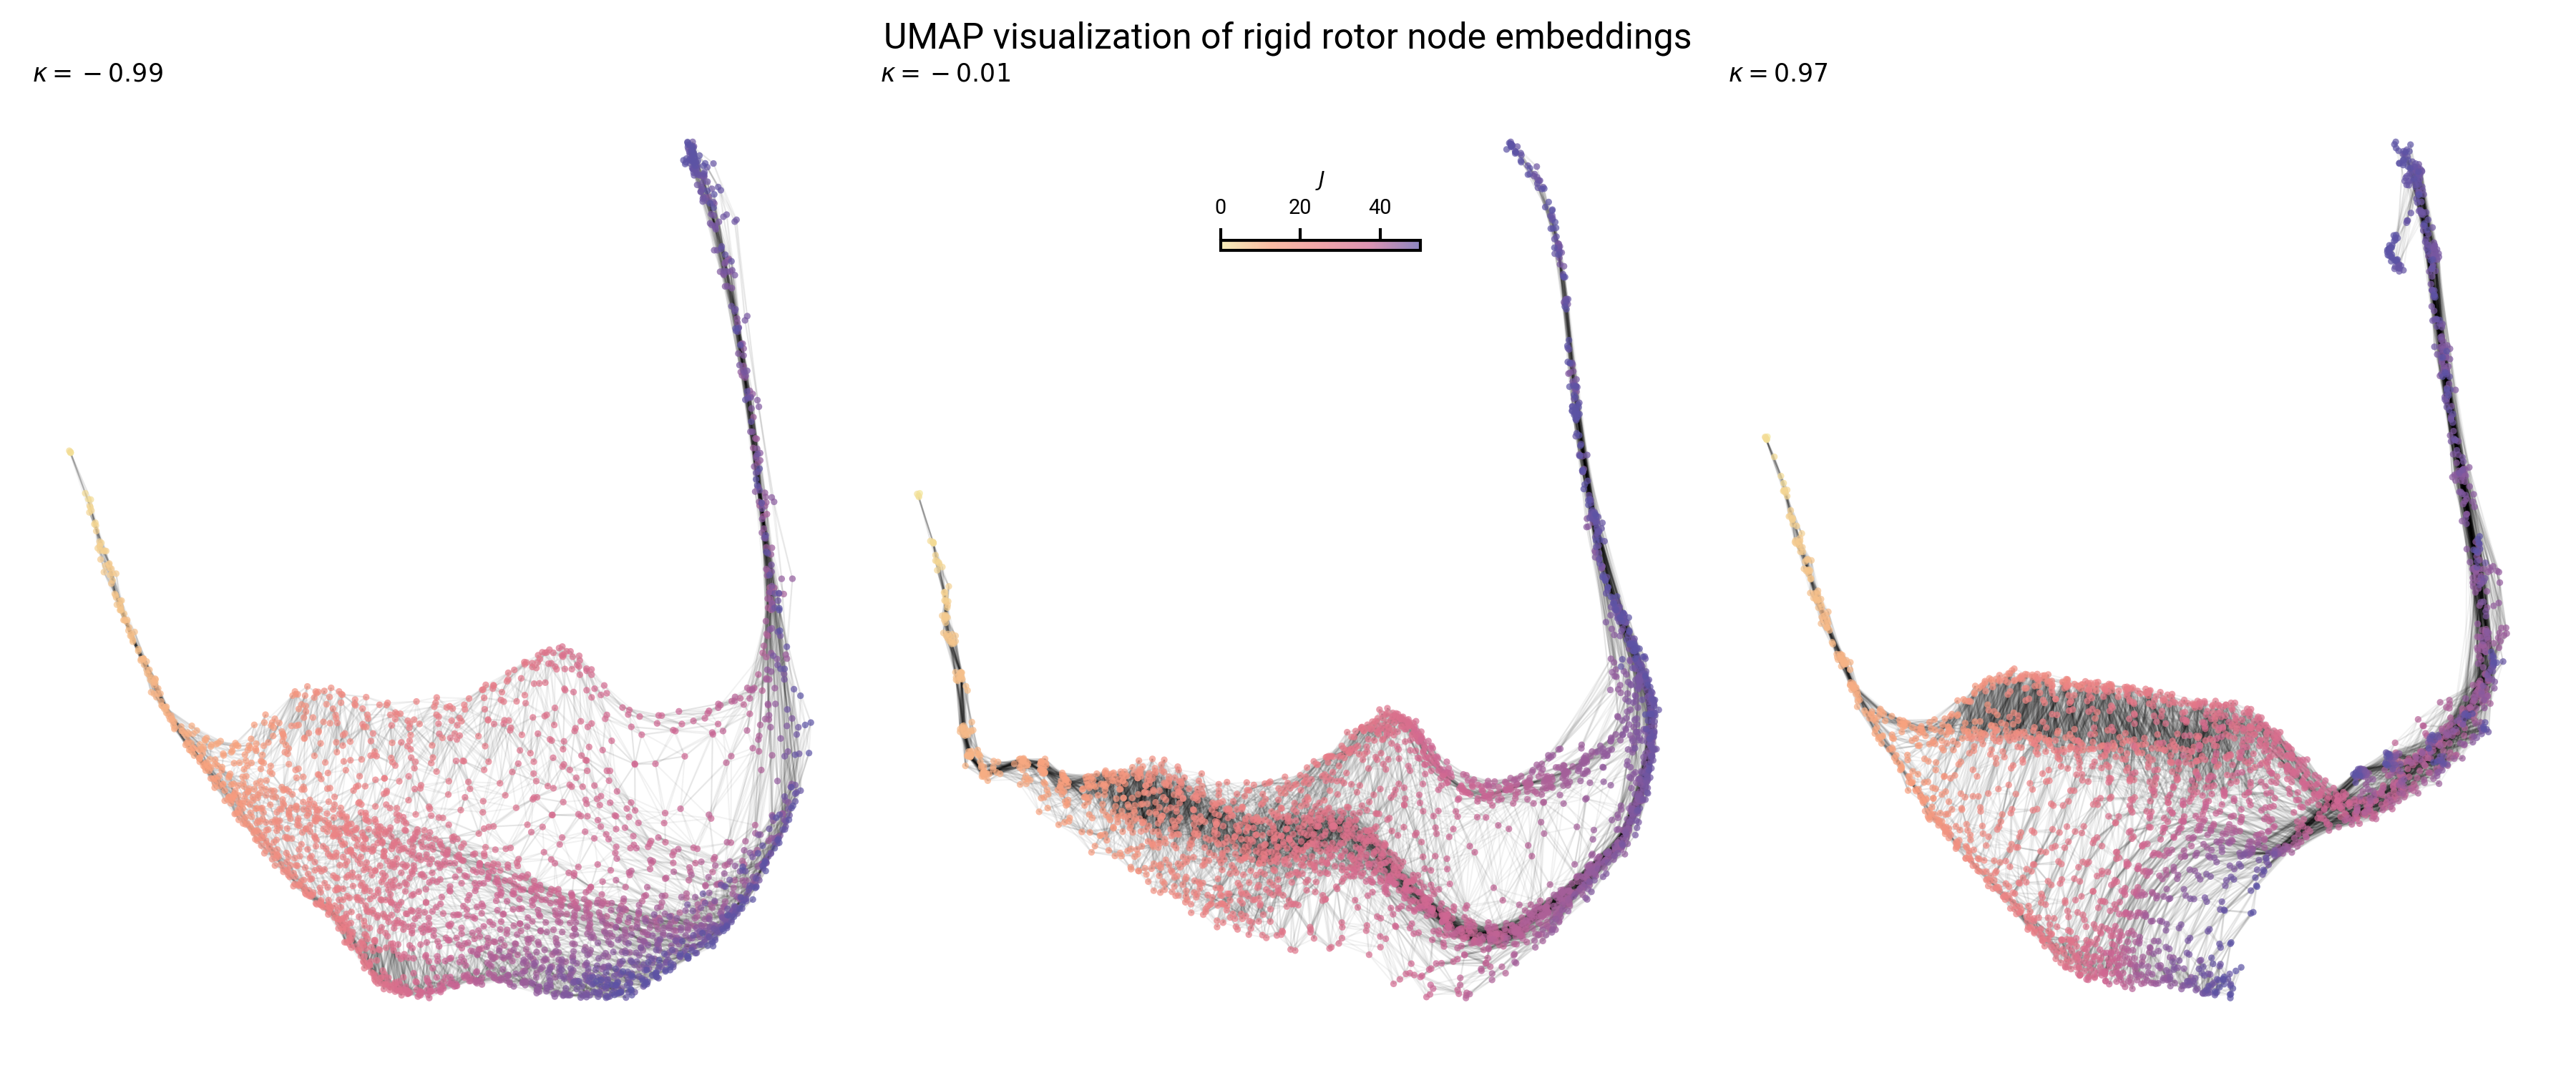 UMAP visualization of rigid rotor node embeddings
κ = −0.99
κ = −0.01
κ = 0.97
J
0 20 40